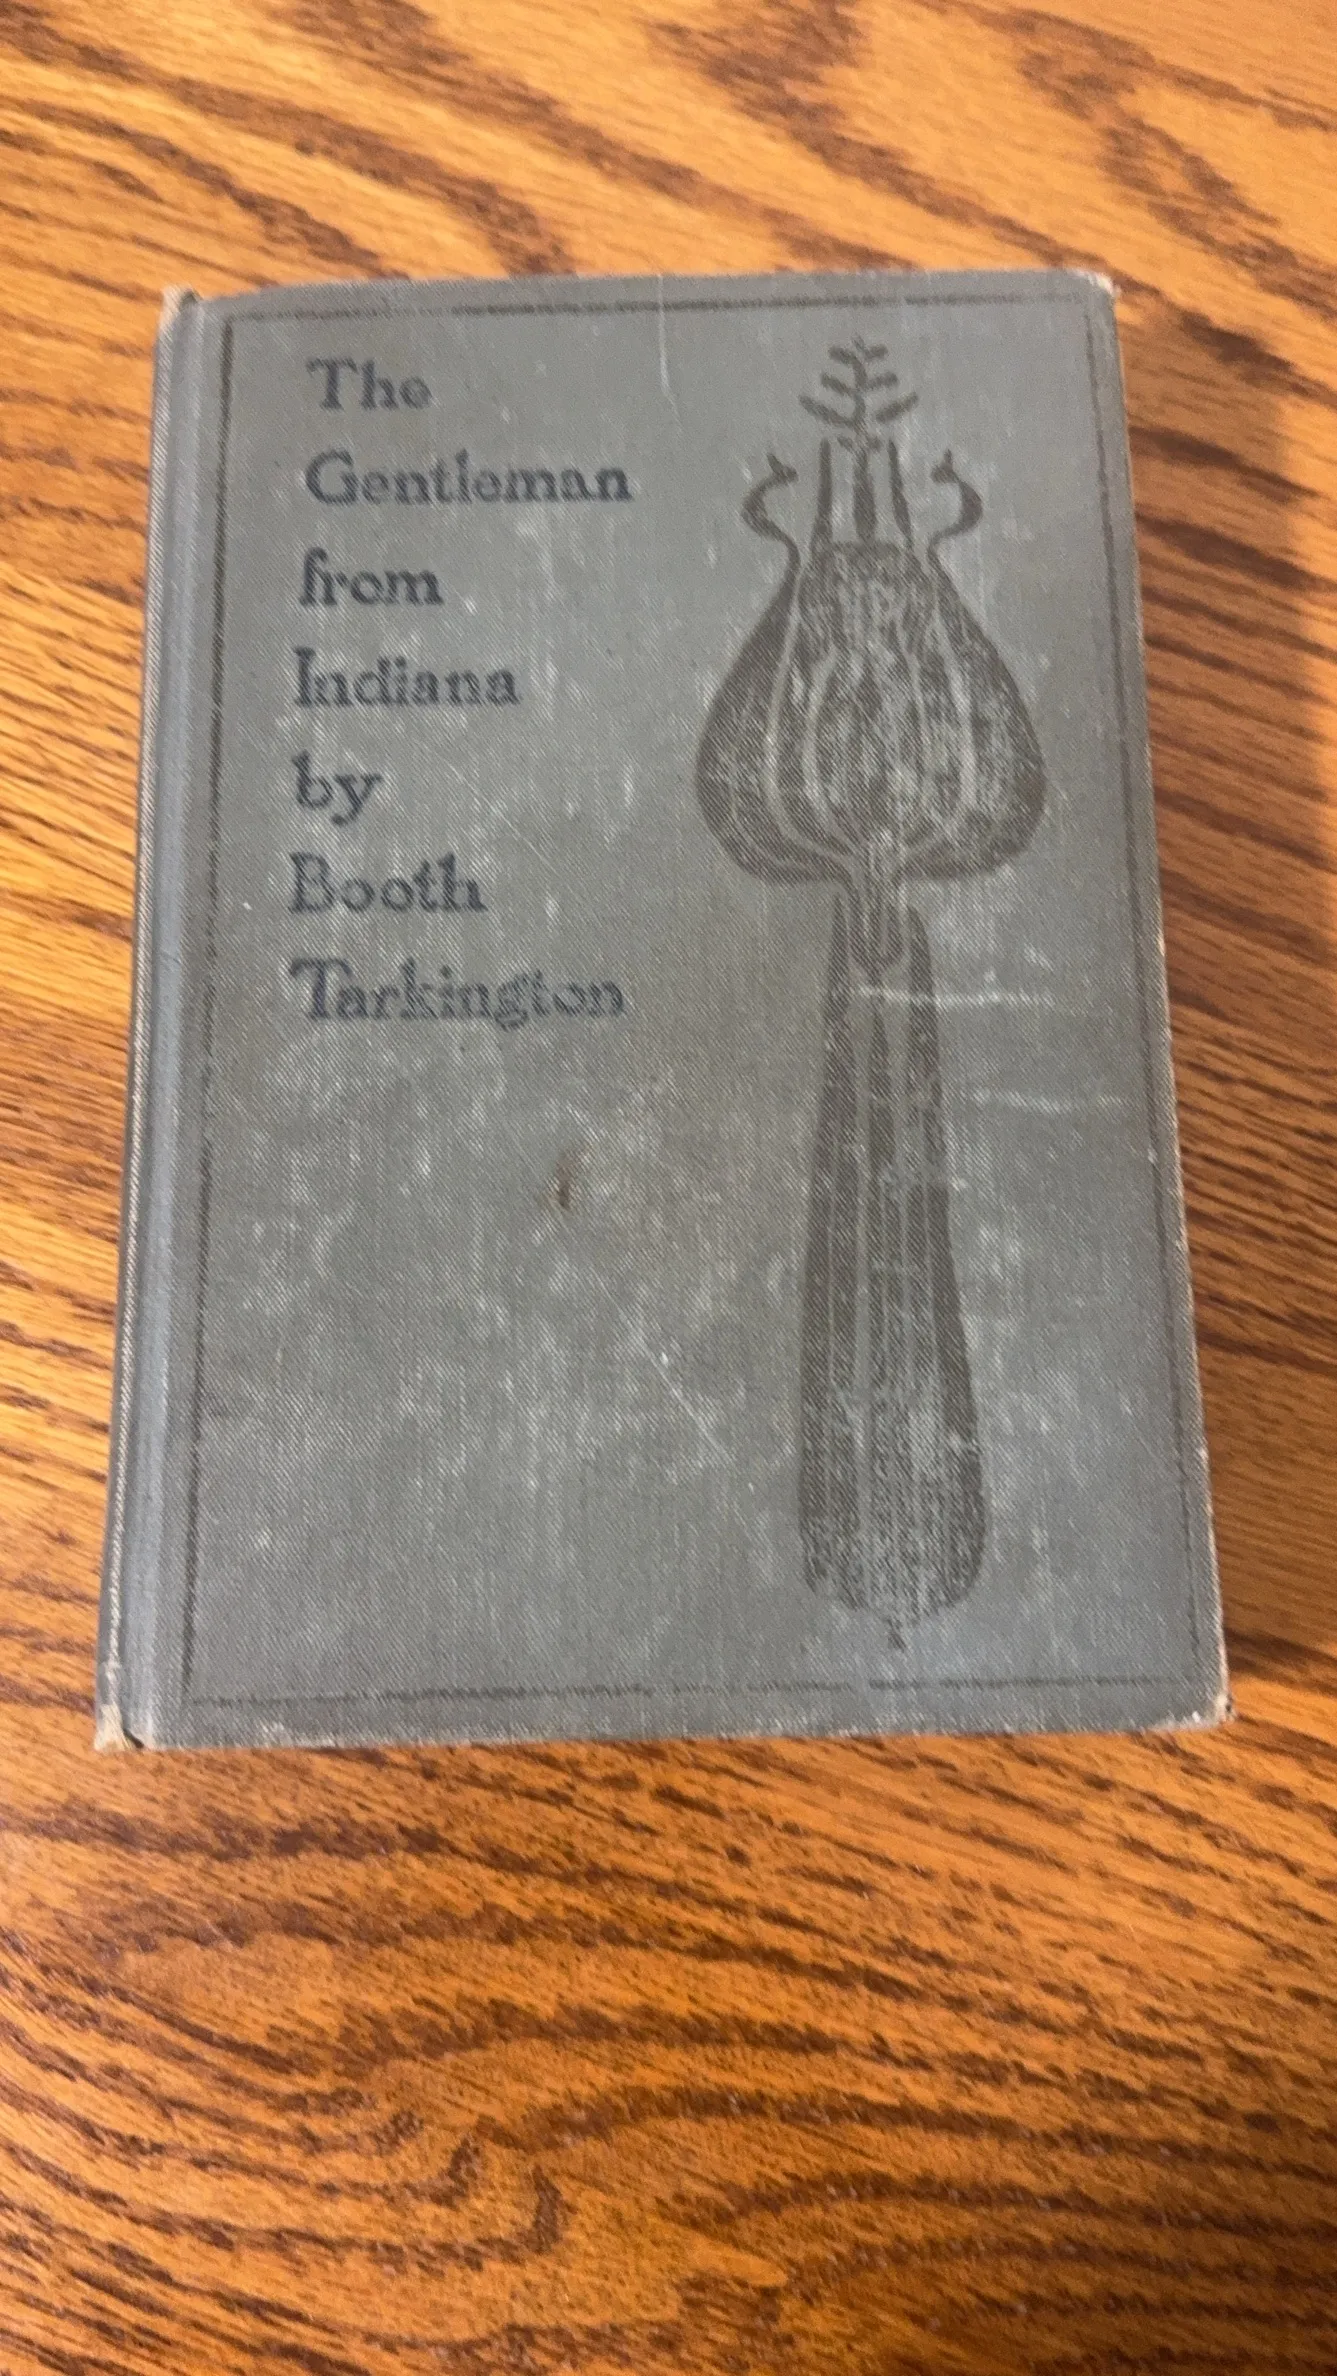 The
Gentleman
from
Indiana
by
Booth
Tarkington